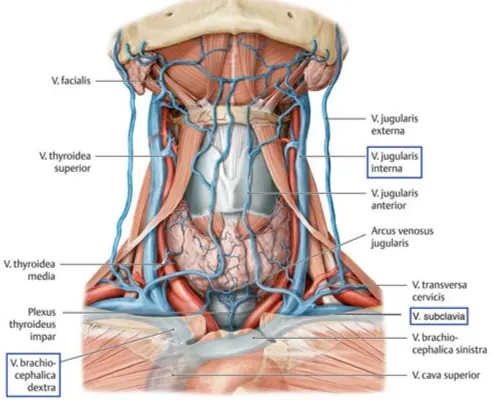 V. facialis
V. thyroidea
superior
V. thyroidea
media
Plexus
thyroideus
impar
V. brachio-
cephalica
dextra
V. jugularis
externa
V. jugularis
interna
V. jugularis
anterior
Arcus venosus
jugularis
V. transversa
cervicis
V. subclavia
V. brachio-
cephalica sinistra
V. cava superior